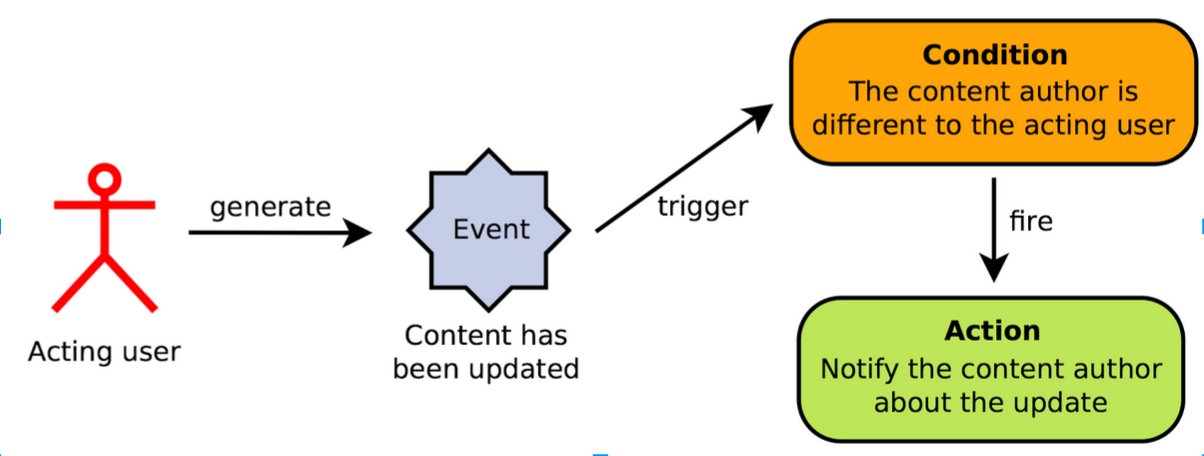 Acting user
generate
Event
Content has
been updated
trigger
Condition
The content author is
different to the acting user
fire
Action
Notify the content author
about the update